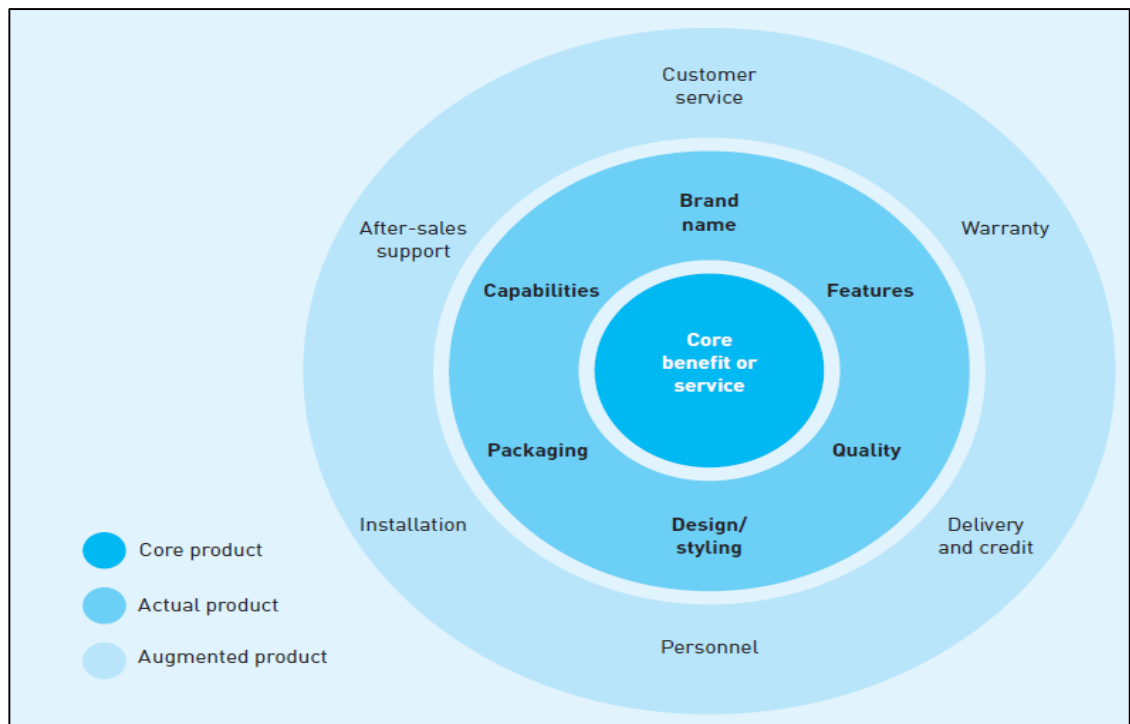 Customer
service
Brand
name
After-sales
support
Warranty
Capabilities
Features
Core
benefit or
service
Packaging
Quality
Installation
Design/
styling
Delivery
and credit
Personnel
Core product
Actual product
Augmented product